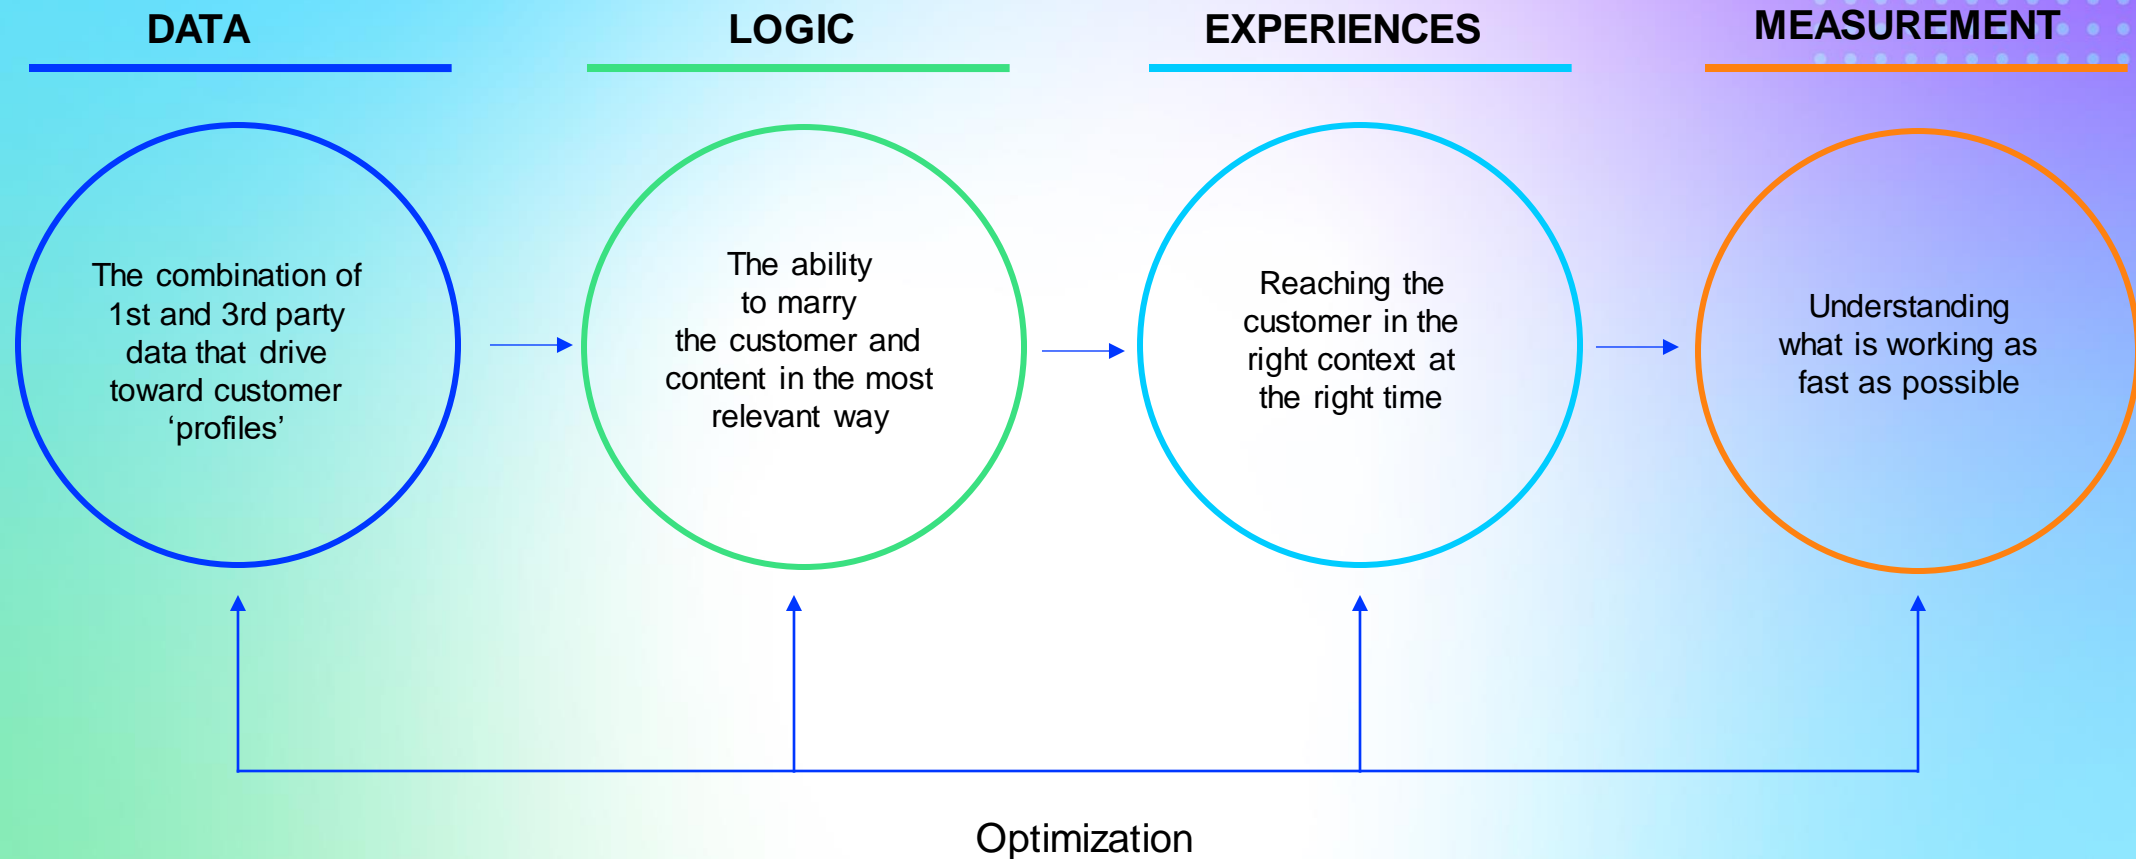 DATA
LOGIC
EXPERIENCES
MEASUREMENT
The combination of
1st and 3rd party
data that drive
toward customer
‘profiles’
The ability
to marry
the customer and
content in the most
relevant way
Reaching the
customer in the
right context at
the right time
Understanding
what is working as
fast as possible
Optimization